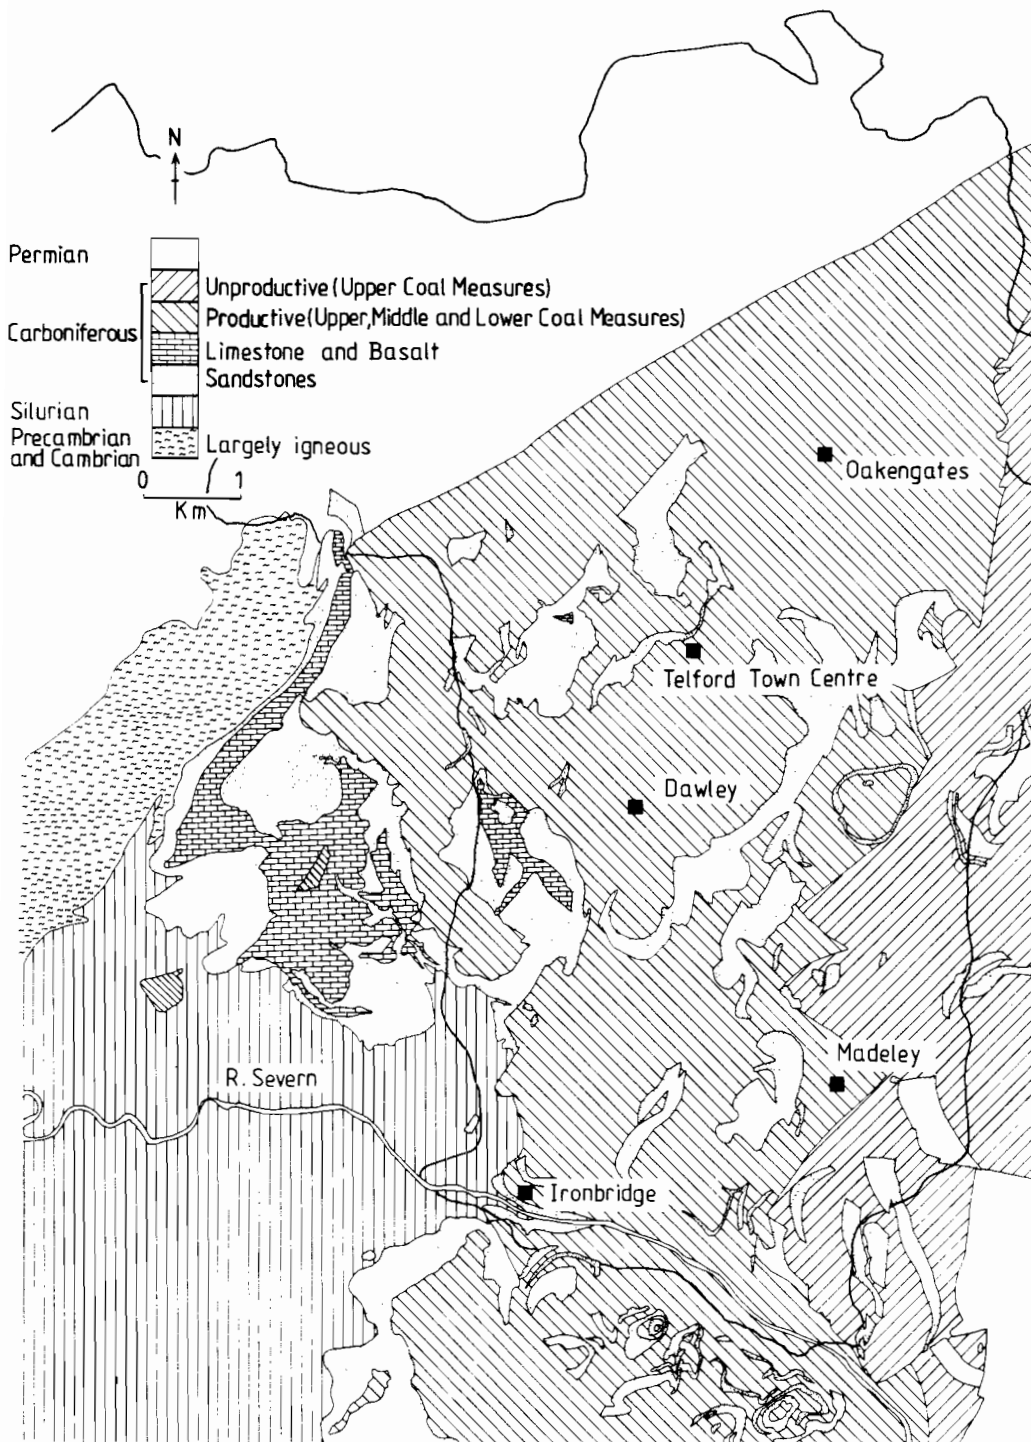 N
Permian
Unproductive(Upper Coal Measures)
Productive(Upper,Middle and Lower Coal Measures)
Carboniferous
Limestone and Basalt
Sandstones
Silurian
Precambrian
and Cambrian
Largely igneous
0 1
Km
Oakengates
Telford Town Centre
Dawley
Madeley
R. Severn
Ironbridge